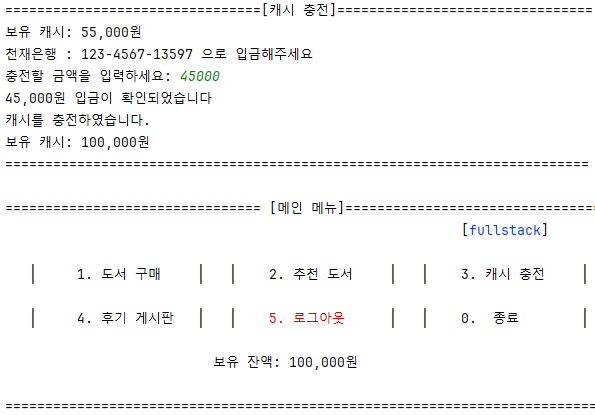 ================================[캐시 충전]================================
보유 캐시: 55,000원
천재은행 : 123-4567-13597 으로 입금해주세요
충전할 금액을 입력하세요: 45000
45,000원 입금이 확인되었습니다
캐시를 충전하였습니다.
보유 캐시: 100,000원
=========================================================================
================================ [메인 메뉴]================================
[fullstack]
| 1. 도서 구매 | | 2. 추천 도서 | | 3. 캐시 충전 |
| 4. 후기 게시판 | | 5. 로그아웃 | | 0. 종료 |
보유 잔액: 100,000원
==========================================================================